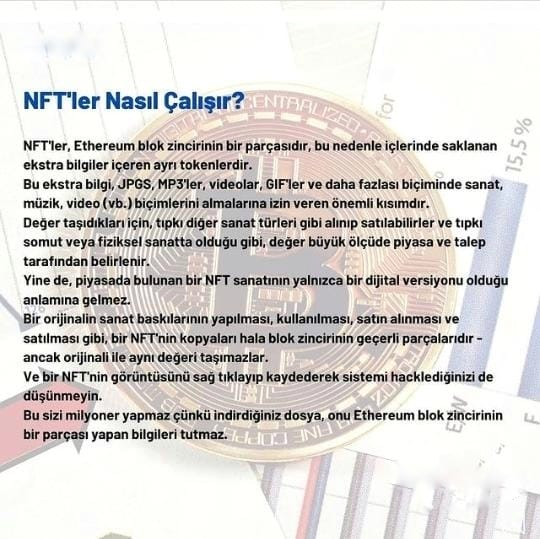 NFT'ler Nasıl Çalışır?
NFT'ler, Ethereum blok zincirinin bir parçasıdır, bu nedenle içlerinde saklanan
ekstra bilgiler içeren ayrı tokenlerdir.
Bu ekstra bilgi, JPGS, MP3'ler, videolar, GIF'ler ve daha fazlası biçiminde sanat,
müzik, video (vb.) biçimlerini almalarına izin veren önemli kısımdır.
Değer taşıdıkları için, tıpkı diğer sanat türleri gibi alınıp satılabilirler ve tıpkı
somut veya fiziksel sanatta olduğu gibi, değer büyük ölçüde piyasa ve talep
tarafından belirlenir.
Yine de, piyasada bulunan bir NFT sanatının yalnızca bir dijital versiyonu olduğu
anlamına gelmez.
Bir orijinalin sanat baskılarının yapılması, kullanılması, satın alınması ve
satılması gibi, bir NFT'nin kopyaları hala blok zincirinin geçerli parçalarıdır -
ancak orijinali ile aynı değeri taşımazlar.
Ve bir NFT'nin görüntüsünü sağ tıklayıp kaydederek sistemi hacklediğinizi de
düşünmeyin.
Bu sizi milyoner yapmaz çünkü indirdiğiniz dosya, onu Ethereum blok zincirinin
bir parçası yapan bilgileri tutmaz.
for
15,5%